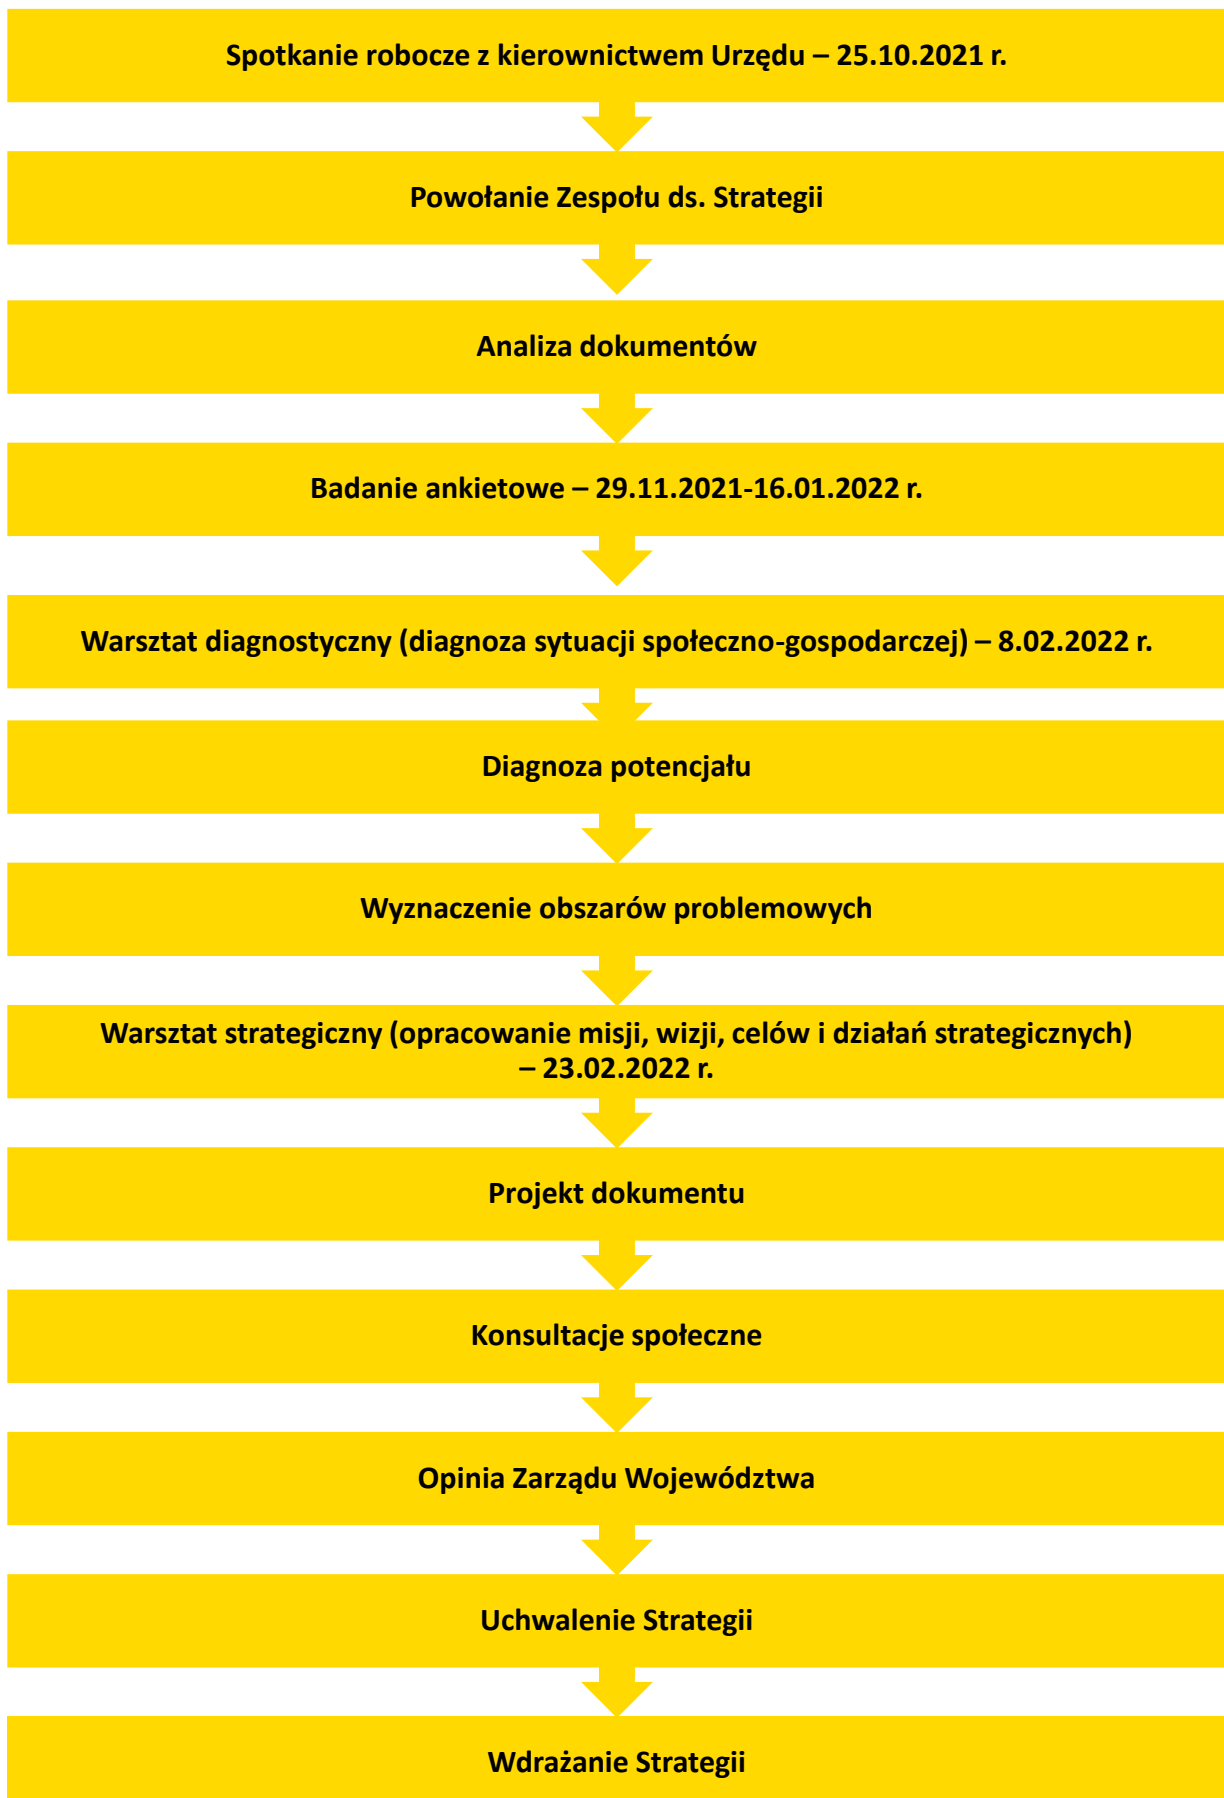 Spotkanie robocze z kierownictwem Urzędu – 25.10.2021 r.
Powołanie Zespołu ds. Strategii
Analiza dokumentów
Badanie ankietowe – 29.11.2021-16.01.2022 r.
Warsztat diagnostyczny (diagnoza sytuacji społeczno-gospodarczej) – 8.02.2022 r.
Diagnoza potencjału
Wyznaczenie obszarów problemowych
Warsztat strategiczny (opracowanie misji, wizji, celów i działań strategicznych)
– 23.02.2022 r.
Projekt dokumentu
Konsultacje społeczne
Opinia Zarządu Województwa
Uchwalenie Strategii
Wdrażanie Strategii